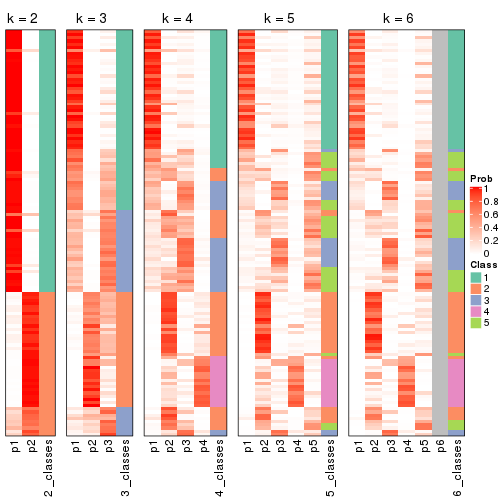 k = 2
k = 3
k = 4
k = 5
k = 6
Prob
1
0.8
0.6
0.4
0.2
0
Class
1
2
3
4
5
p1
p2
2_classes
p1
p2
p3
3_classes
p1
p2
p3
p4
4_classes
p1
p2
p3
p4
p5
5_classes
p1
p2
p3
p4
p5
p6
6_classes